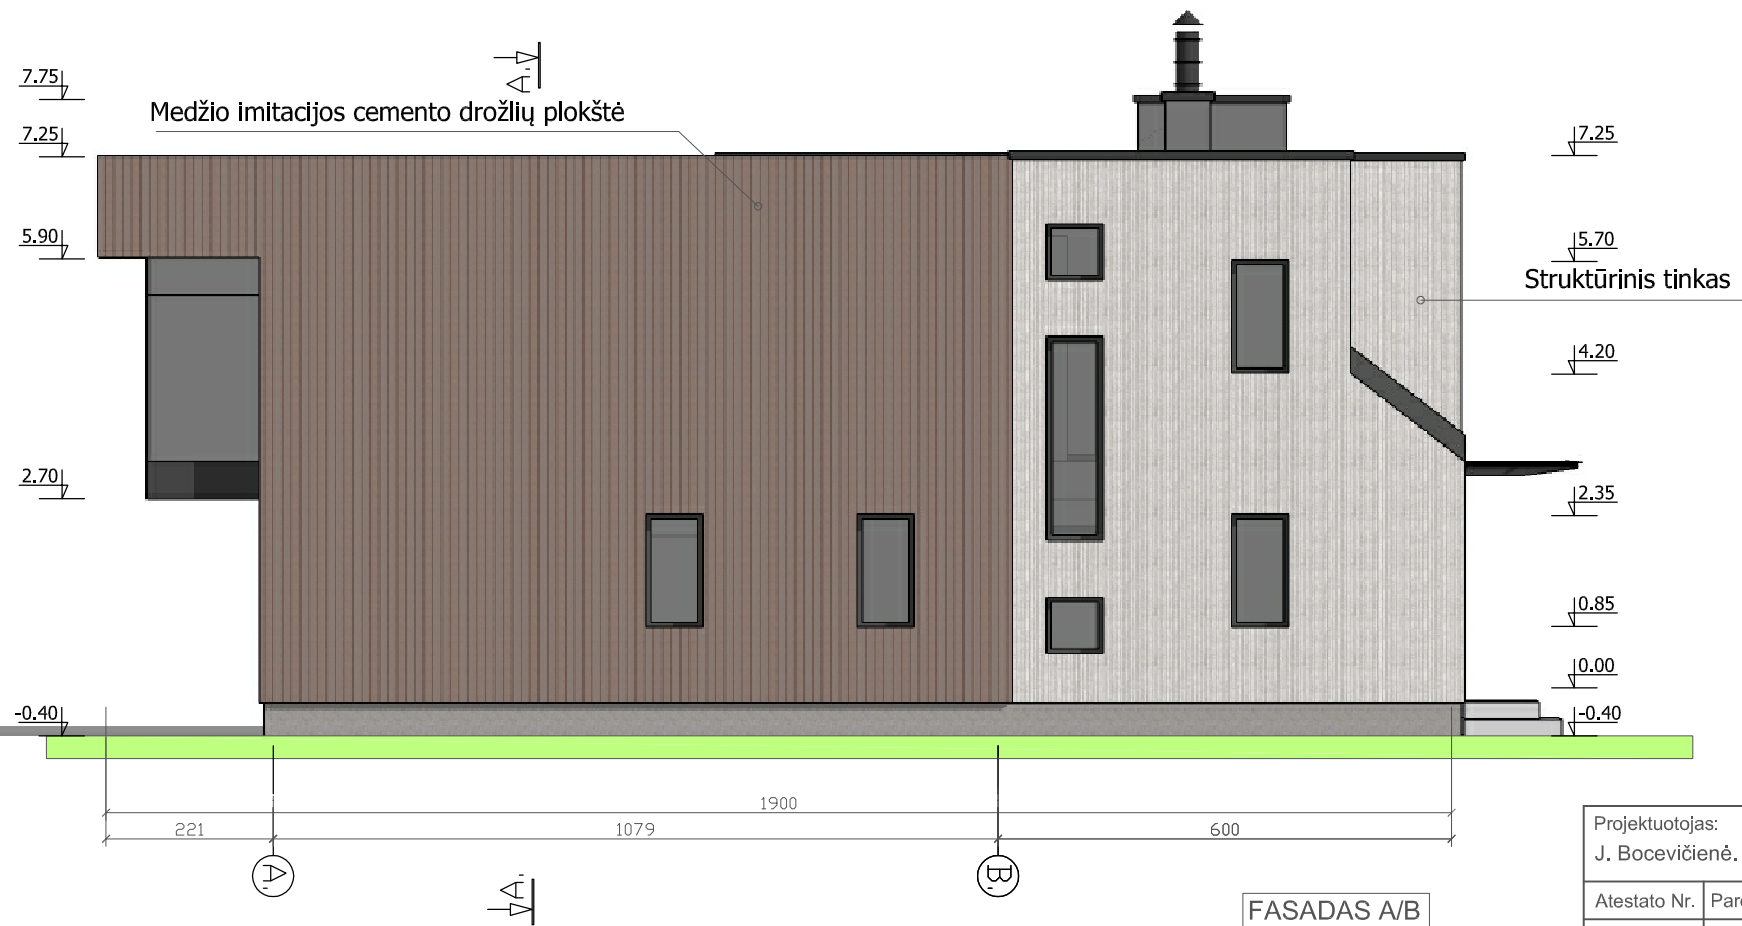 A'
7.75
Medžio imitacijos cemento drožlių plokštė
7.25
7.25
5.90
5.70
Struktūrinis tinkas
4.20
2.70
2.35
0.85
0.00
-0.40
-0.40
1900
221
1079
600
A'
B'
A'
FASADAS A/B
Projektuotojas:
J. Bocevičienė.
Atestato Nr.